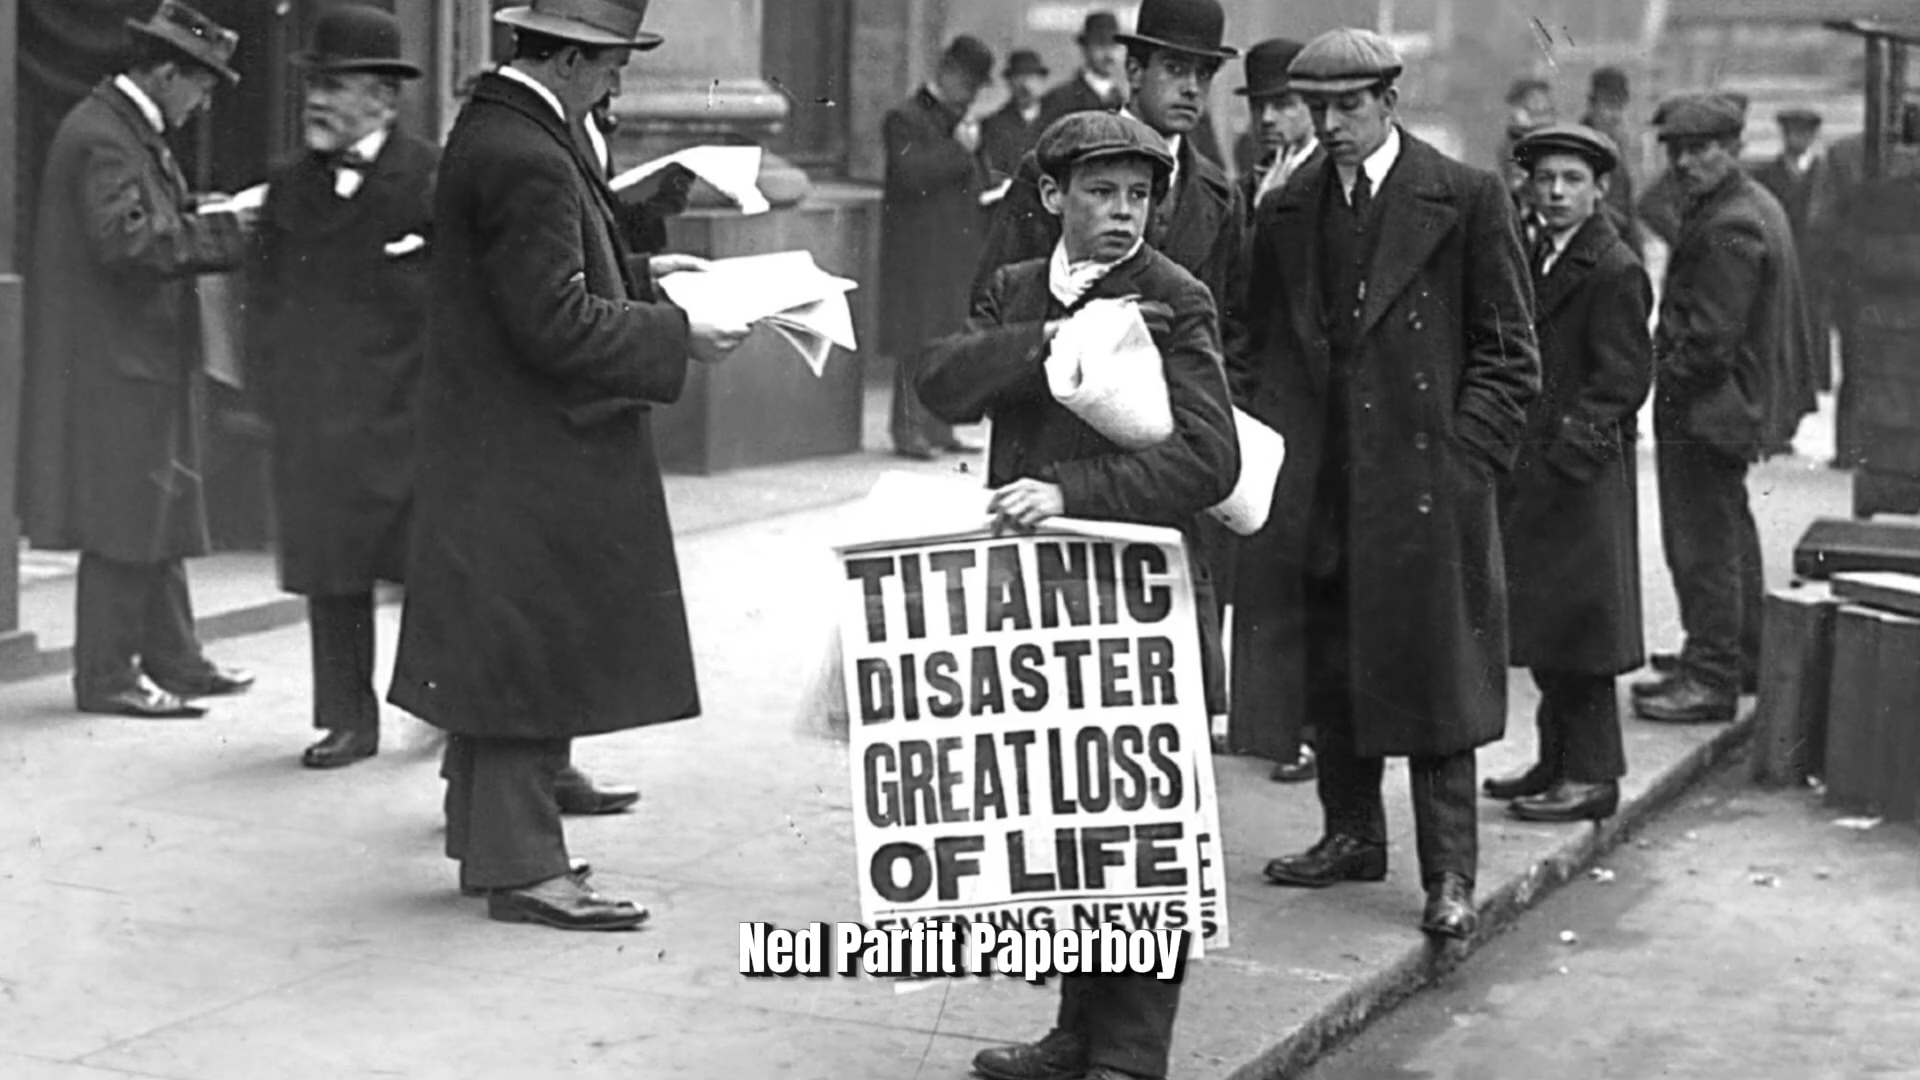 TITANIC
DISASTER
GREAT LOSS
OF LIFE
EVENING NEWS
Ned Parfit Paperboy